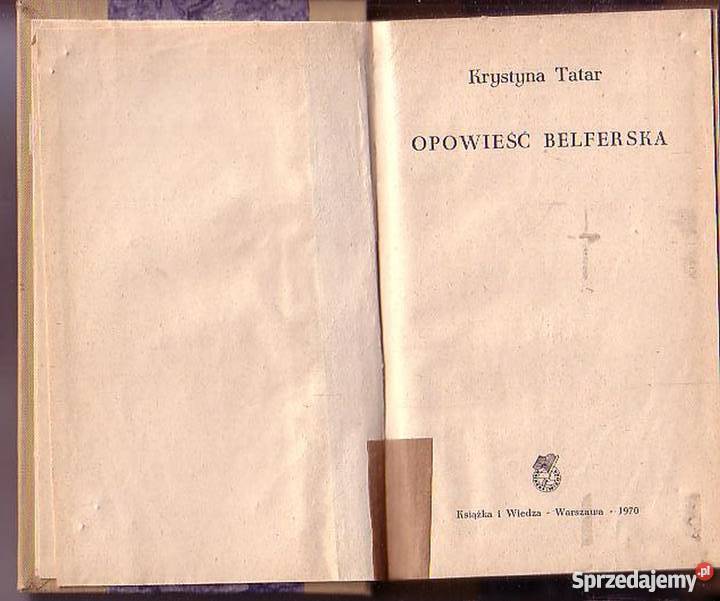 Krystyna Tatar
OPOWIEŚĆ BELFERSKA
Książka i Wiedza - Warszawa - 1970
Sprzedajemy.pl